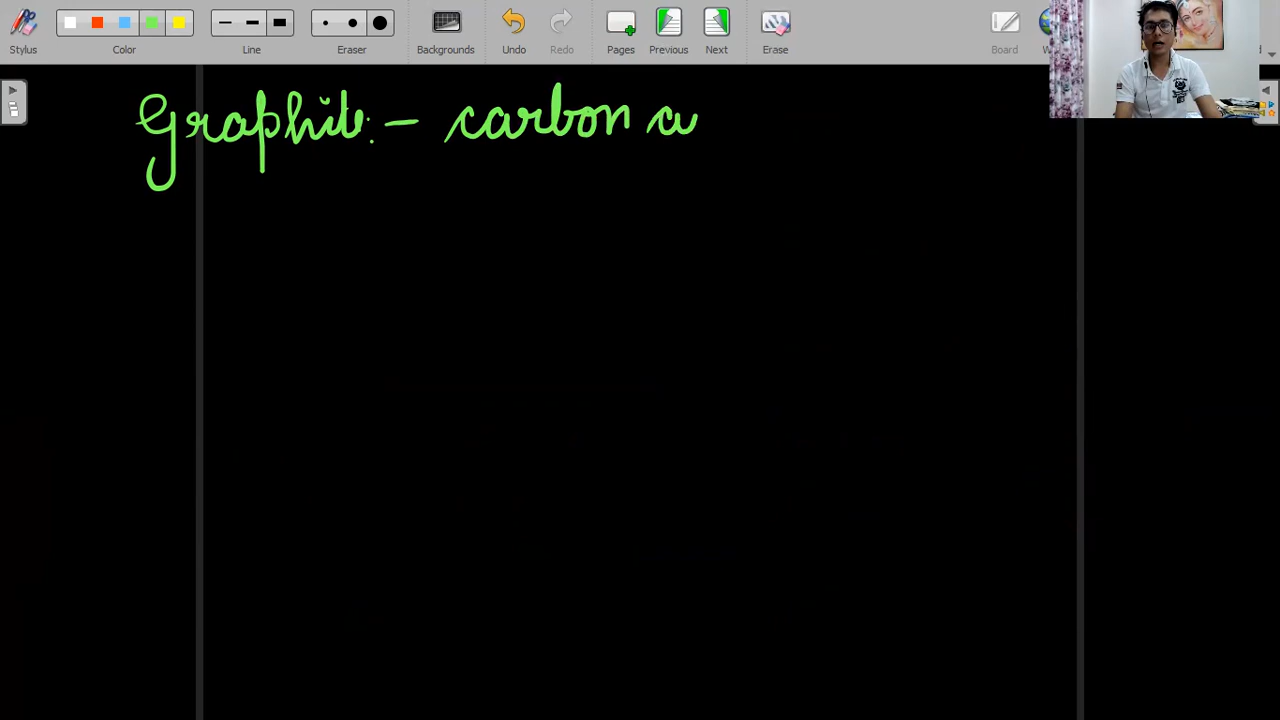 Stylus
Color
Line
Eraser
Backgrounds
Undo
Redo
Pages
Previous
Next
Erase
Board
Graphite:- carbon a